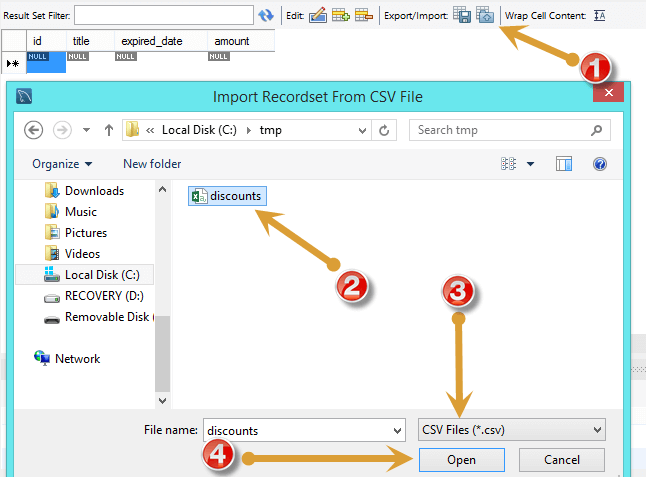 Result Set Filter: Edit: Export/Import: Wrap Cell Content:
id title expired_date amount
NULL NULL NULL NULL
1
Import Recordset From CSV File
« Local Disk (C:) tmp Search tmp
Organize New folder
Downloads
discounts
Music
Pictures
Videos
Local Disk (C:)
2
3
RECOVERY (D:)
Removable Disk (
Network
File name: discounts CSV Files (*.csv)
4
Open Cancel